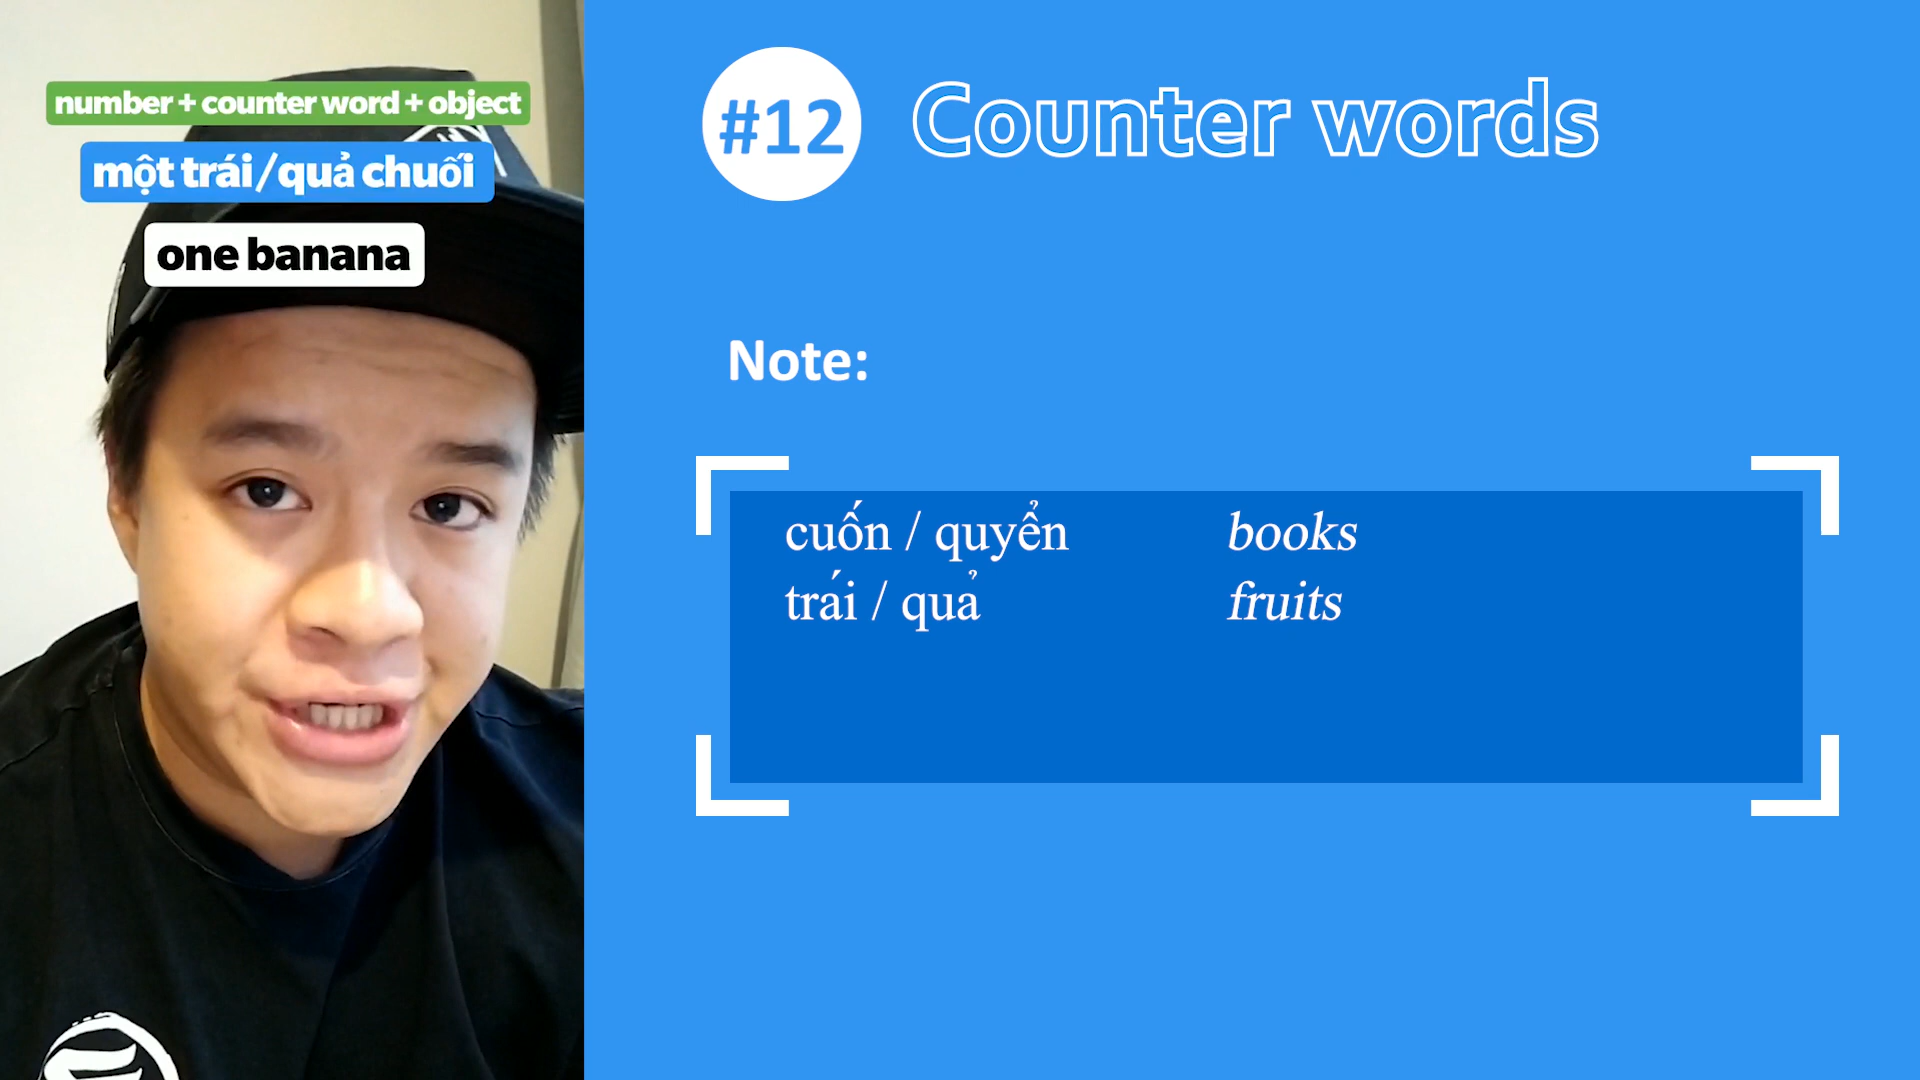 number + counter word + object
một trái/quả chuối
one banana
#12 Counter words
Note:
cuốn / quyển books
trái / quả fruits